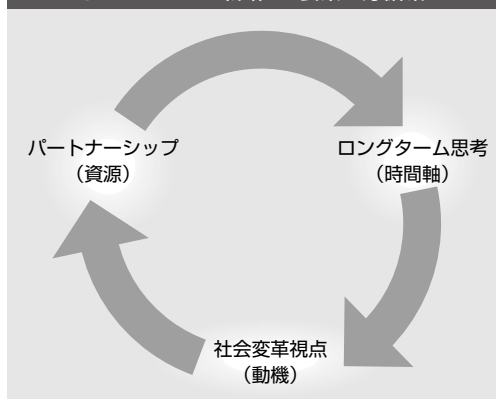 パートナーシップ
（資源）
ロングターム思考
（時間軸）
社会変革視点
（動機）